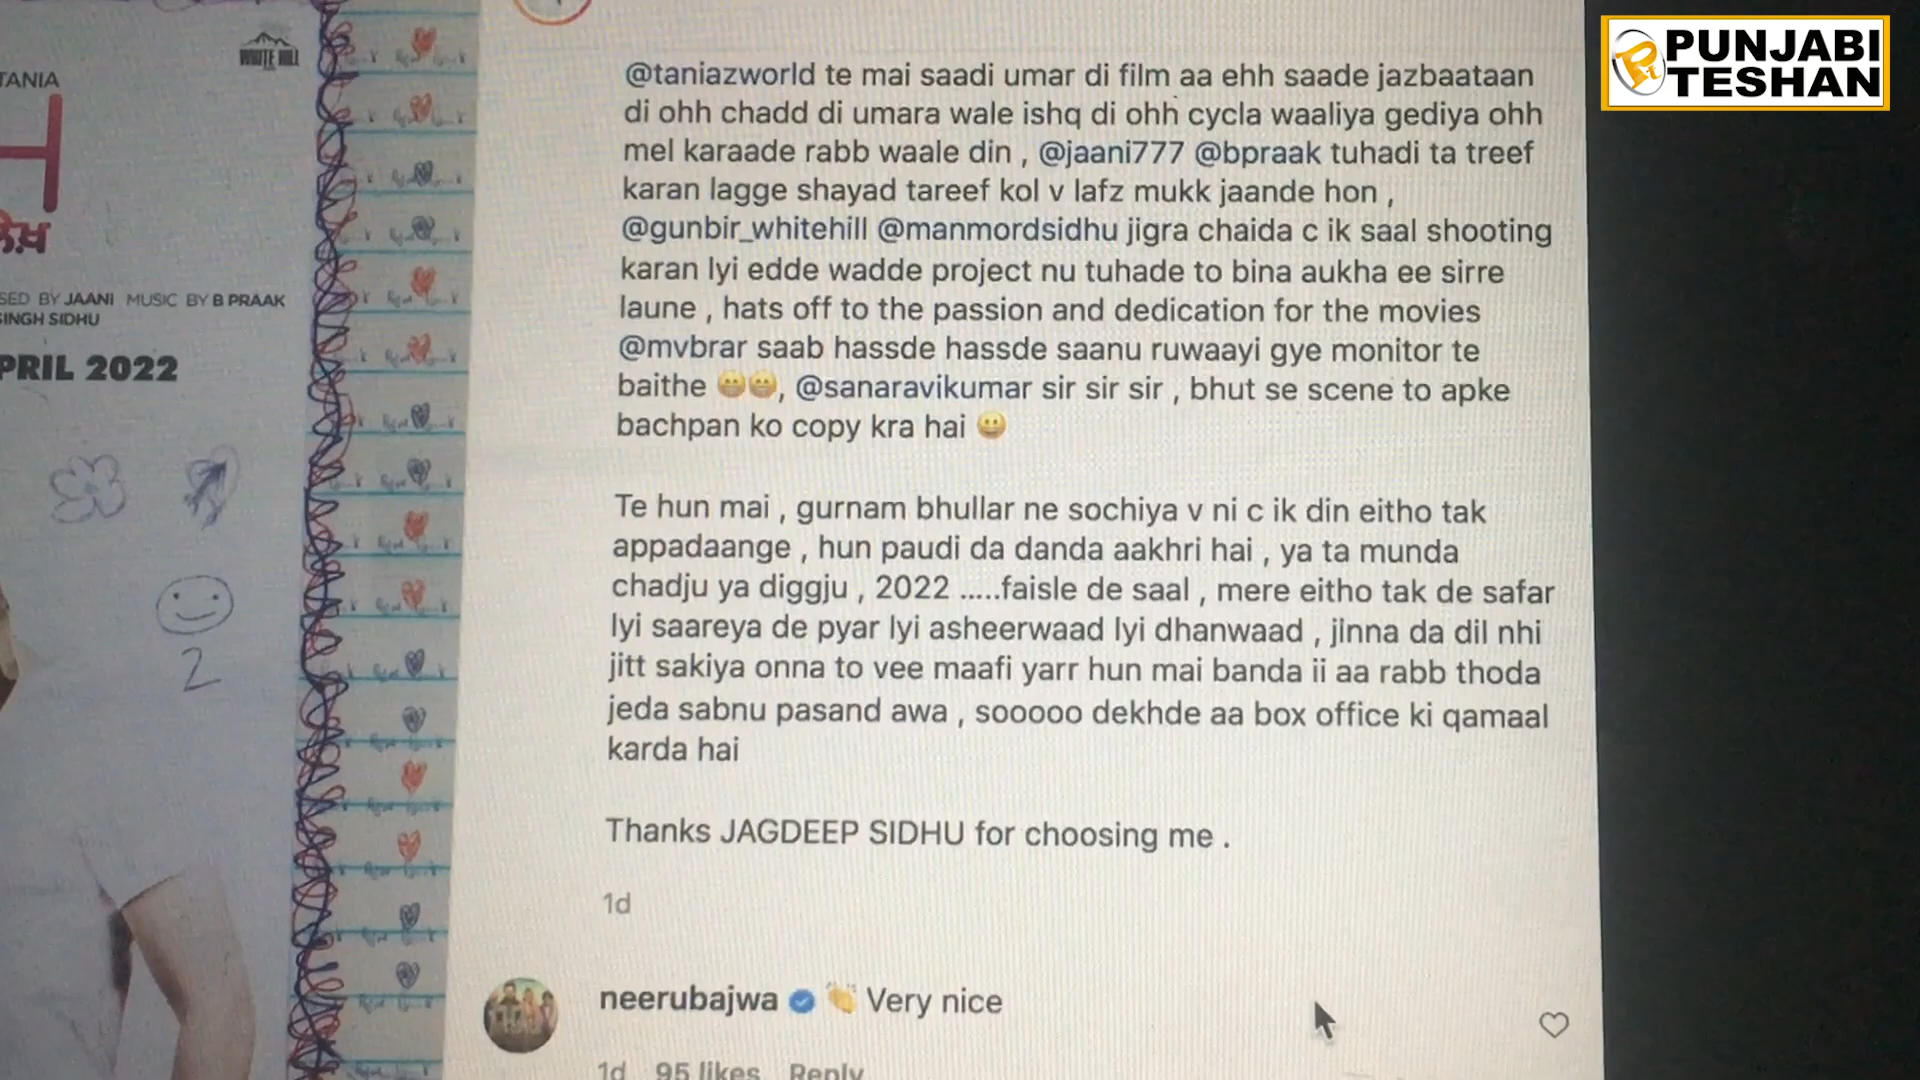 WHITE HILL
TANIA
H
ਲੇਖ਼
SED BY JAANI MUSIC BY B PRAAK
SINGH SIDHU
PRIL 2022
2
@taniazworld te mai saadi umar di film aa ehh saade jazbaataan
di ohh chadd di umara wale ishq di ohh cycla waaliya gediya ohh
mel karaade rabb waale din , @jaani777 @bpraak tuhadi ta treef
karan lagge shayad tareef kol v lafz mukk jaande hon ,
@gunbir_whitehill @manmordsidhu jigra chaida c ik saal shooting
karan lyi edde wadde project nu tuhade to bina aukha ee sirre
laune , hats off to the passion and dedication for the movies
@mvbrar saab hassde hassde saanu ruwaayi gye monitor te
baithe 😁😁, @sanaravikumar sir sir sir , bhut se scene to apke
bachpan ko copy kra hai 😀
Te hun mai , gurnam bhullar ne sochiya v ni c ik din eitho tak
appadaange , hun paudi da danda aakhri hai , ya ta munda
chadju ya diggju , 2022 .....faisle de saal , mere eitho tak de safar
lyi saareya de pyar lyi asheerwaad lyi dhanwaad , jinna da dil nhi
jitt sakiya onna to vee maafi yarr hun mai banda ii aa rabb thoda
jeda sabnu pasand awa , sooooo dekhde aa box office ki qamaal
karda hai
Thanks JAGDEEP SIDHU for choosing me .
1d
neerubajwa 👏 Very nice
1d 95 likes Reply
PUNJABI
TESHAN